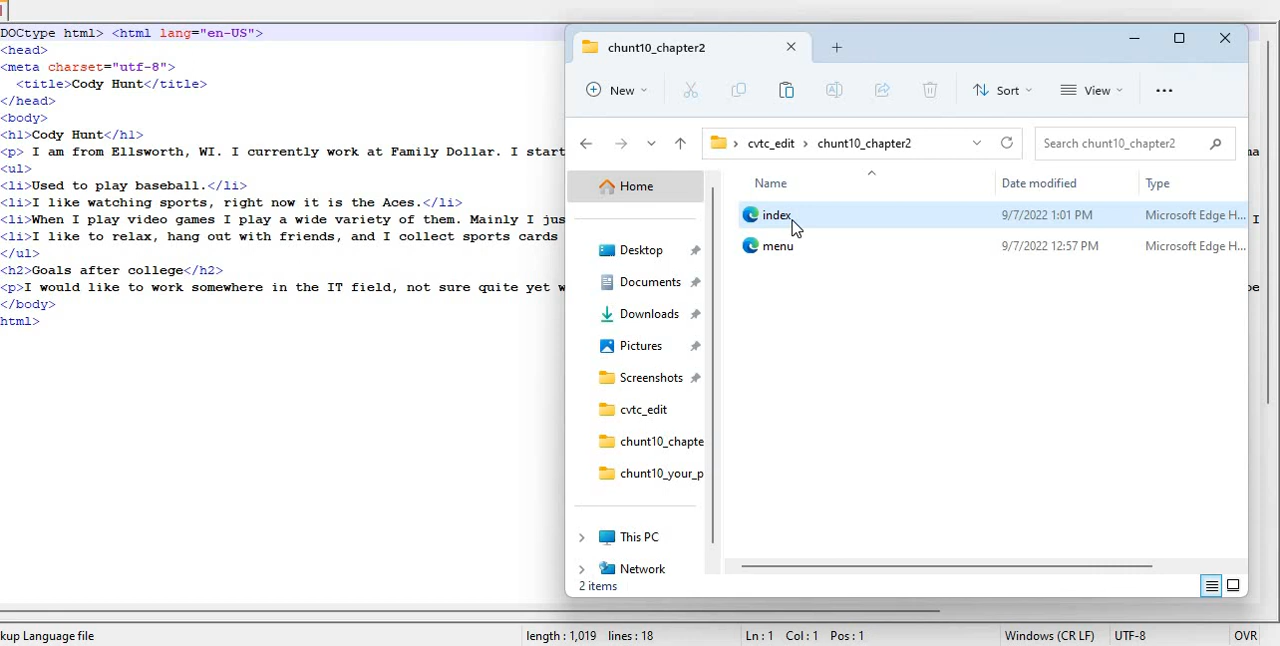 DOCtype html> <html lang="en-US">
<head>
<meta charset="utf-8">
<title>Cody Hunt</title>
</head>
<body>
<h1>Cody Hunt</h1>
<p> I am from Ellsworth, WI. I currently work at Family Dollar. I start
<ul>
<li>Used to play baseball.</li>
<li>I like watching sports, right now it is the Aces.</li>
<li>When I play video games I play a wide variety of them. Mainly I jus
<li>I like to relax, hang out with friends, and I collect sports cards
</ul>
<h2>Goals after college</h2>
<p>I would like to work somewhere in the IT field, not sure quite yet w
</body>
html>
chunt10_chapter2
New
Sort
View
cvtc_edit
chunt10_chapter2
Search chunt10_chapter2
Home
Desktop
Documents
Downloads
Pictures
Screenshots
cvtc_edit
chunt10_chapte
chunt10_your_p
This PC
Network
Name Date modified Type
index 9/7/2022 1:01 PM Microsoft Edge H...
menu 9/7/2022 12:57 PM Microsoft Edge H...
2 items
ma
I
be
kup Language file length : 1,019 lines : 18 Ln : 1 Col : 1 Pos : 1 Windows (CR LF) UTF-8 OVR